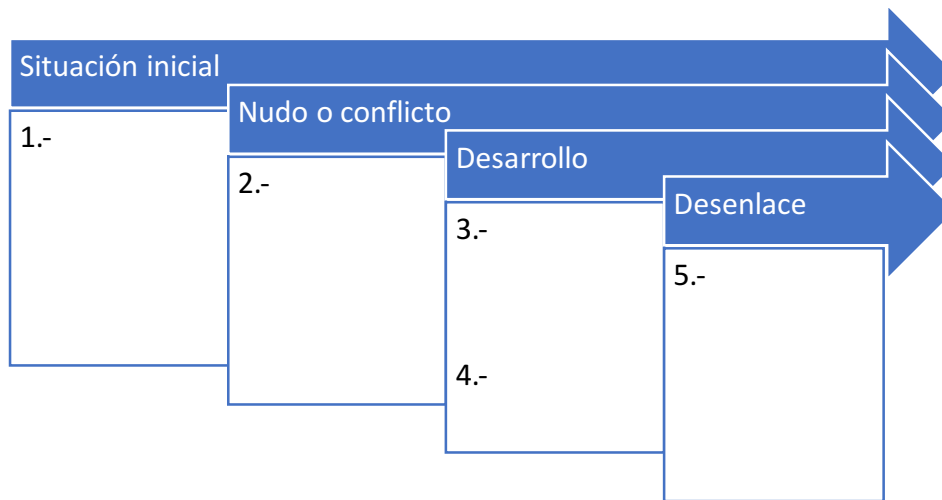 Situación inicial
1.-
Nudo o conflicto
2.-
Desarrollo
3.-
4.-
Desenlace
5.-